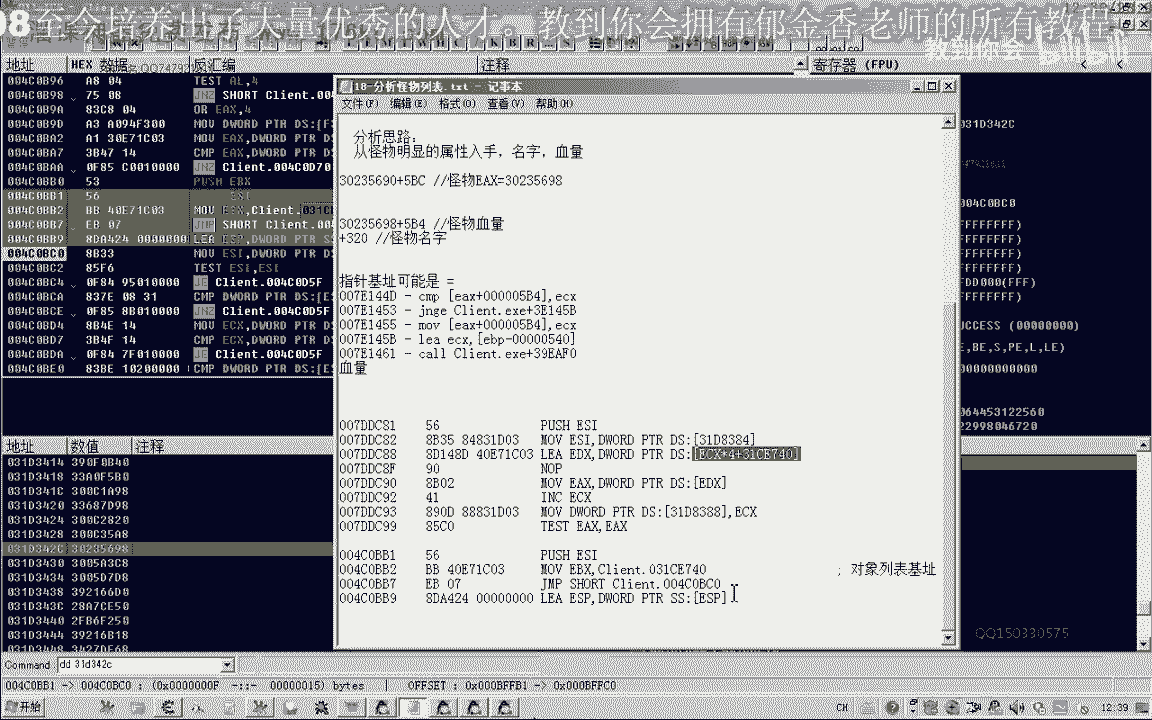 08至今培养出了大量优秀的人才。教到你会拥有郁金香老师的所有教程
教到你会 bilibili
地址 HEX 数据 反汇编 注释 寄存器 (FPU)
004C0B96 A8 04 TEST AL,4
004C0B98 75 08 JNZ SHORT Client.004
004C0B9A 83C8 04 OR EAX,4
004C0B9D A3 A094F300 MOV DWORD PTR DS:[F
004C0BA2 A1 30E71C03 MOV EAX,DWORD PTR D
004C0BA7 3B47 14 CMP EAX,DWORD PTR D
004C0BAA 0F85 C0010000 JNZ Client.004C0D70
004C0BB0 53 PUSH EBX
004C0BB1 56 ESI
004C0BB2 BB 40E71C03 MOV EBX,Client.031CE
004C0BB7 EB 07 JMP SHORT Client.004
004C0BB9 8DA424 0000000 LEA ESP,DWORD PTR SS
004C0BC0 8B33 MOV ESI,DWORD PTR DS
004C0BC2 85F6 TEST ESI,ESI
004C0BC4 0F84 95010000 JE Client.004C0D5F
004C0BCA 837E 08 31 CMP DWORD PTR DS:[ES
004C0BCE 0F85 8B010000 JNZ Client.004C0D5F
004C0BD4 8B4E 14 MOV ECX,DWORD PTR DS
004C0BD7 3B4F 14 CMP ECX,DWORD PTR DS
004C0BDA 0F84 7F010000 JE Client.004C0D5F
004C0BE0 83BE 10200000 CMP DWORD PTR DS:[E
18-分析怪物列表.txt - 记事本
文件(F) 编辑(E) 格式(O) 查看(V) 帮助(H)
分析思路：
从怪物明显的属性入手，名字，血量
30235690+5BC //怪物EAX=30235698
30235698+5B4 //怪物血量
+320 //怪物名字
指针基址可能是 =
007E144D - cmp [eax+000005B4],ecx
007E1453 - jnge Client.exe+3E145B
007E1455 - mov [eax+000005B4],ecx
007E145B - lea ecx,[ebp-00000540]
007E1461 - call Client.exe+39EAF0
血量
007DDC81 56 PUSH ESI
007DDC82 8B35 84831D03 MOV ESI,DWORD PTR DS:[31D8384]
007DDC88 8D148D 40E71C03 LEA EDX,DWORD PTR DS:[ECX*4+31CE740]
007DDC8F 90 NOP
007DDC90 8B02 MOV EAX,DWORD PTR DS:[EDX]
007DDC92 41 INC ECX
007DDC93 890D 88831D03 MOV DWORD PTR DS:[31D8388],ECX
007DDC99 85C0 TEST EAX,EAX
004C0BB1 56 PUSH ESI
004C0BB2 BB 40E71C03 MOV EBX,Client.031CE740 ; 对象列表基址
004C0BB7 EB 07 JMP SHORT Client.004C0BC0
004C0BB9 8DA424 00000000 LEA ESP,DWORD PTR SS:[ESP]
031D342C
004C0BC0
FFFFFFFF)
FFFFFFFF)
FFFFFFFF)
FFFFFFFF)
FDD000(FFF)
FFFFFFFF)
UCCESS (00000000)
E,BE,S,PE,L,LE)
00000000000
064453122560
22998046720
地址 数值 注释
031D3414 390F0B40
031D3418 33A0F5B0
031D341C 308C1A98
031D3420 33687D98
031D3424 300C2820
031D3428 300C35A8
031D342C 30235698
031D3430 3005A3C8
031D3434 3005D7D8
031D3438 392166D0
031D343C 28A7CE50
031D3440 2FB6F250
031D3444 39216B18
031D3448 3427DF68
QQ150330575
Command dd 31d342c
004C0BB1 -> 004C0BC0 : (0x0000000F -::- 00000015) bytes | OFFSET : 0x000BFFB1 -> 0x000BFFC0
开始 CH 12:39